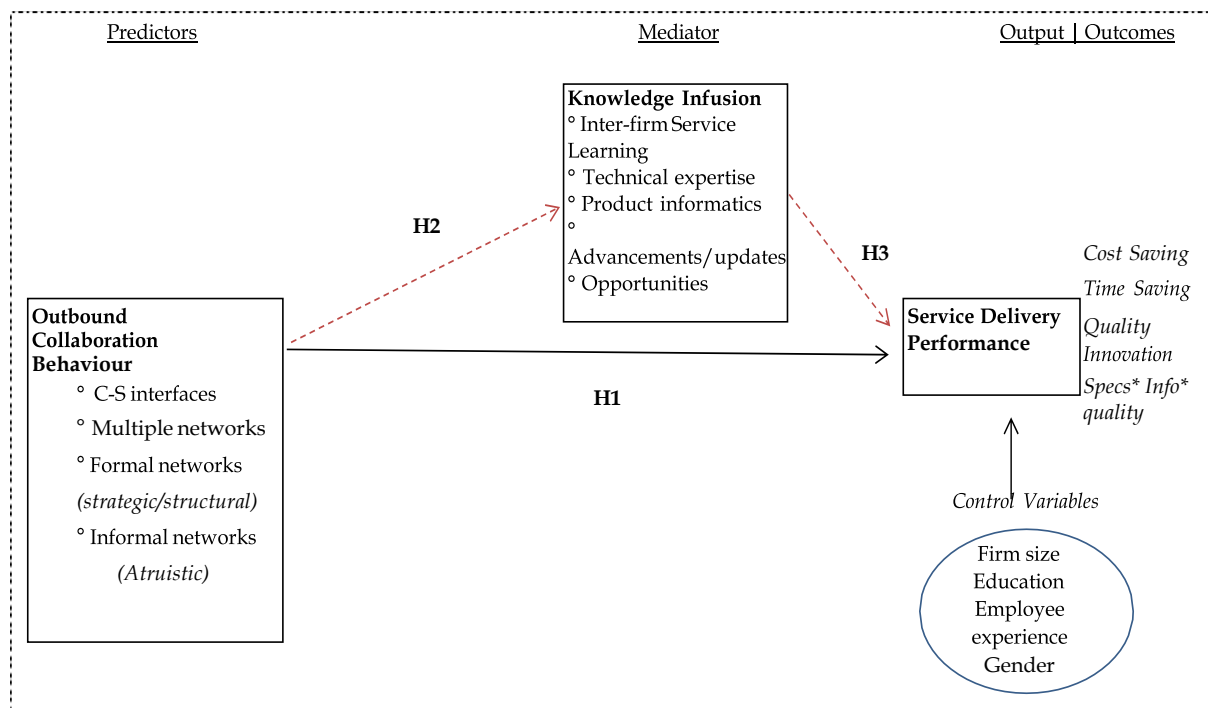 Predictors
Mediator
Output | Outcomes
Knowledge Infusion
° Inter-firm Service
Learning
° Technical expertise
° Product informatics
°
Advancements/updates
° Opportunities
H2
H3
Cost Saving
Time Saving
Quality
Innovation
Specs* Info*
quality
Outbound
Collaboration
Behaviour
° C-S interfaces
° Multiple networks
° Formal networks
(strategic/structural)
° Informal networks
(Atruistic)
Service Delivery
Performance
H1
Control Variables
Firm size
Education
Employee
experience
Gender